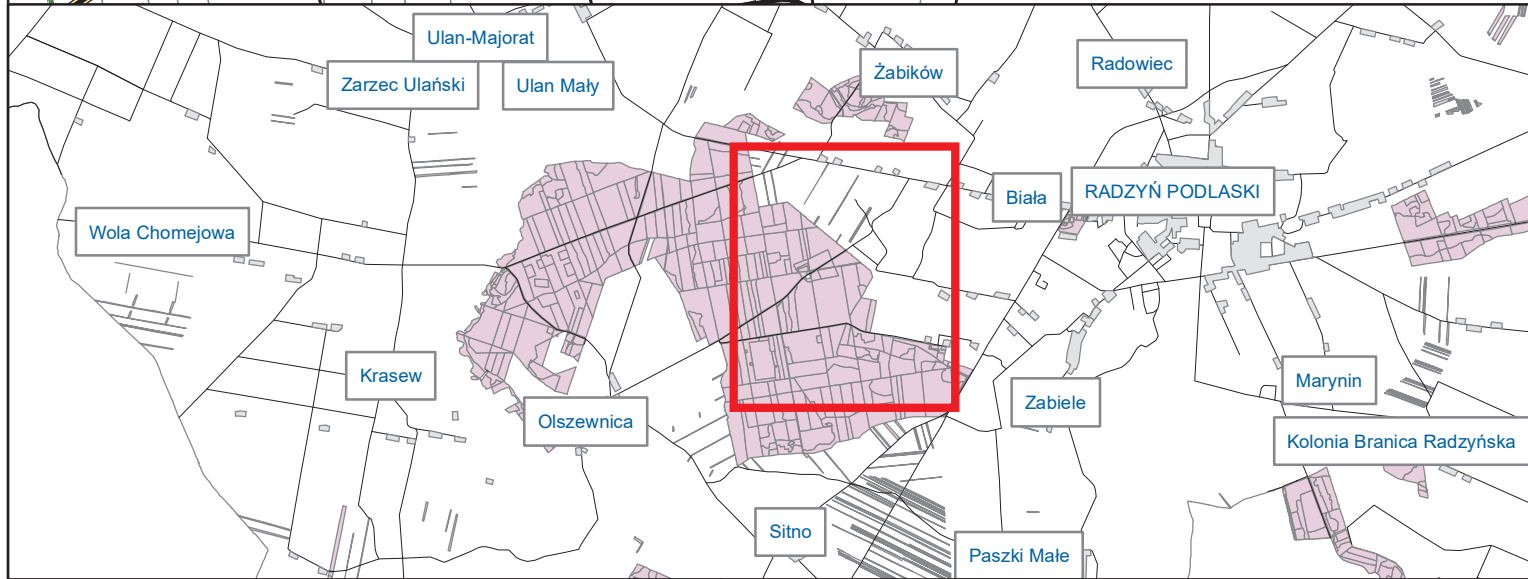 Ulan-Majorat
Zarzec Ulański
Ulan Mały
Żabików
Radowiec
Wola Chomejowa
Biała
RADZYŃ PODLASKI
Krasew
Olszewnica
Zabiele
Marynin
Kolonia Branica Radzyńska
Sitno
Paszki Małe